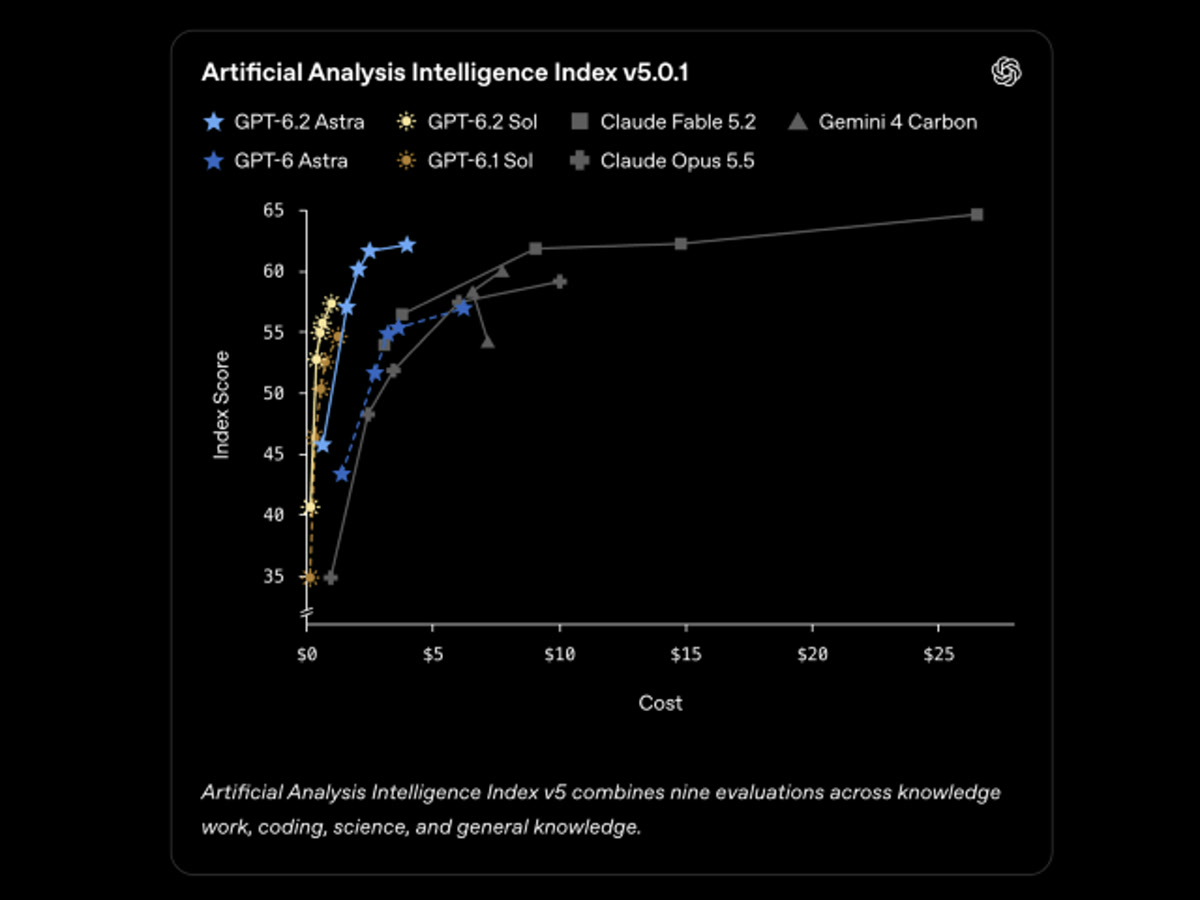 Artificial Analysis Intelligence Index v5.0.1
GPT-6.2 Astra GPT-6.2 Sol Claude Fable 5.2 Gemini 4 Carbon
GPT-6 Astra GPT-6.1 Sol Claude Opus 5.5
65
60
55
50
45
40
35
Index Score
$0 $5 $10 $15 $20 $25
Cost
Artificial Analysis Intelligence Index v5 combines nine evaluations across knowledge
work, coding, science, and general knowledge.